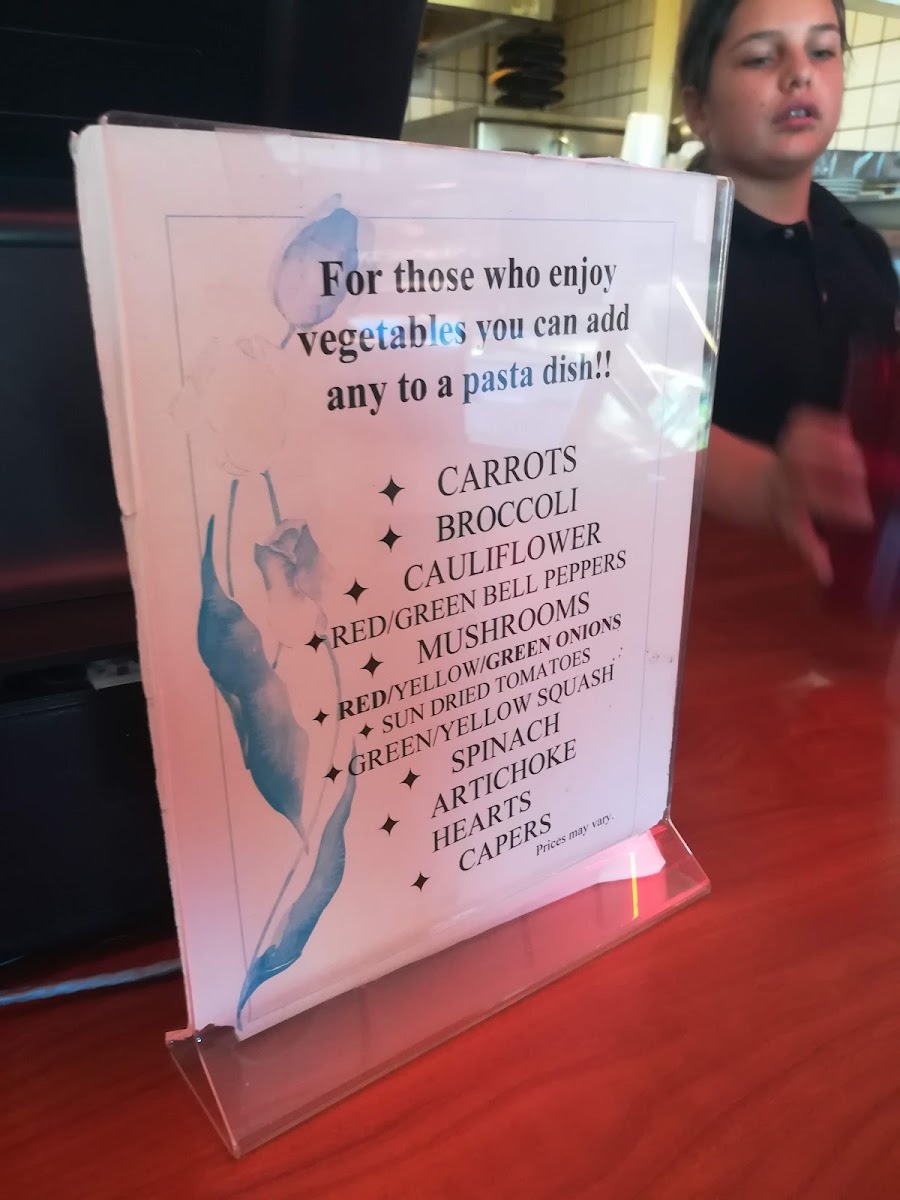 For those who enjoy
vegetables you can add
any to a pasta dish!!
CARROTS
BROCCOLI
CAULIFLOWER
RED/GREEN BELL PEPPERS
MUSHROOMS
RED/YELLOW/GREEN ONIONS
SUN DRIED TOMATOES
GREEN/YELLOW SQUASH
SPINACH
ARTICHOKE
HEARTS
CAPERS
Prices may vary.